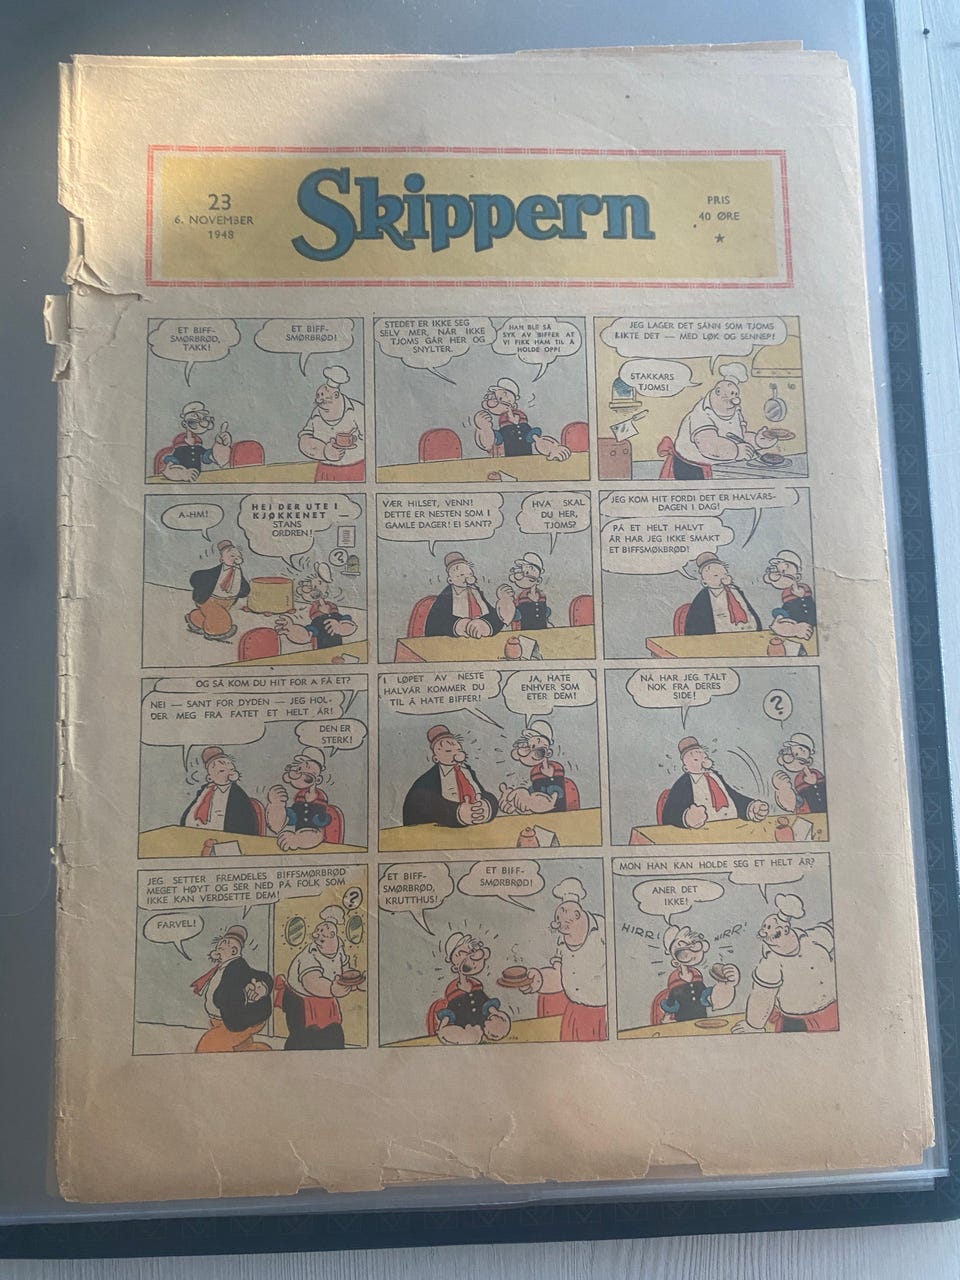 23
6. NOVEMBER
1948
Skippern
PRIS
40 ØRE
ET BIFF-
SMØRBRØD,
TAKK!
ET BIFF-
SMØRBRØD!
STEDET ER IKKE SEG
SELV MER, NÅR IKKE
TJOMS GÅR HER OG
SNYLTER.
HAN BLE SÅ
SYK AV BIFFER AT
VI FIKK HAM TIL Å
HOLDE OPP!
JEG LAGER DET SÅNN SOM TJOMS
LIKTE DET — MED LØK OG SENNEP!
STAKKARS
TJOMS!
A-HM!
HEI DER UTE I
KJØKKENET
STANS
ORDREN!
?
VÆR HILSET, VENN!
DETTE ER NESTEN SOM I
GAMLE DAGER! EI SANT?
HVA SKAL
DU HER,
TJOMS?
JEG KOM HIT FORDI DET ER HALVÅRS-
DAGEN I DAG!
PÅ ET HELT HALVT
ÅR HAR JEG IKKE SMAKT
ET BIFFSMØRBRØD!
OG SÅ KOM DU HIT FOR Å FÅ ET?
NEI — SANT FOR DYDEN — JEG HOL-
DER MEG FRA FATET ET HELT ÅR!
DEN ER
STERK!
I LØPET AV NESTE
HALVÅR KOMMER DU
TIL Å HATE BIFFER!
JA, HATE
ENHVER SOM
ETER DEM!
NÅ HAR JEG TÅLT
NOK FRA DERES
SIDE!
?
JEG SETTER FREMDELES BIFFSMØRBRØD
MEGET HØYT OG SER NED PÅ FOLK SOM
IKKE KAN VERDSETTE DEM!
FARVEL!
?
ET BIFF-
SMØRBRØD,
KRUTTHUS!
ET BIFF-
SMØRBRØD!
MON HAN KAN HOLDE SEG ET HELT ÅR?
ANER DET
IKKE!
HIRR!
HIRR!